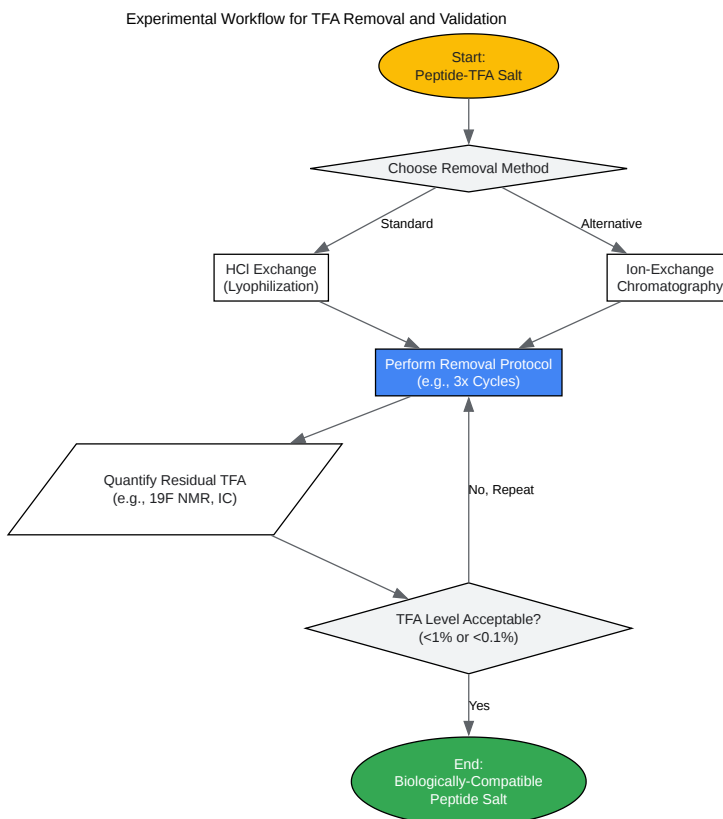 Experimental Workflow for TFA Removal and Validation
Start:
Peptide-TFA Salt
Choose Removal Method
Standard
Alternative
HCl Exchange
(Lyophilization)
Ion-Exchange
Chromatography
Perform Removal Protocol
(e.g., 3x Cycles)
Quantify Residual TFA
(e.g., 19F NMR, IC)
No, Repeat
TFA Level Acceptable?
(<1% or <0.1%)
Yes
End:
Biologically-Compatible
Peptide Salt